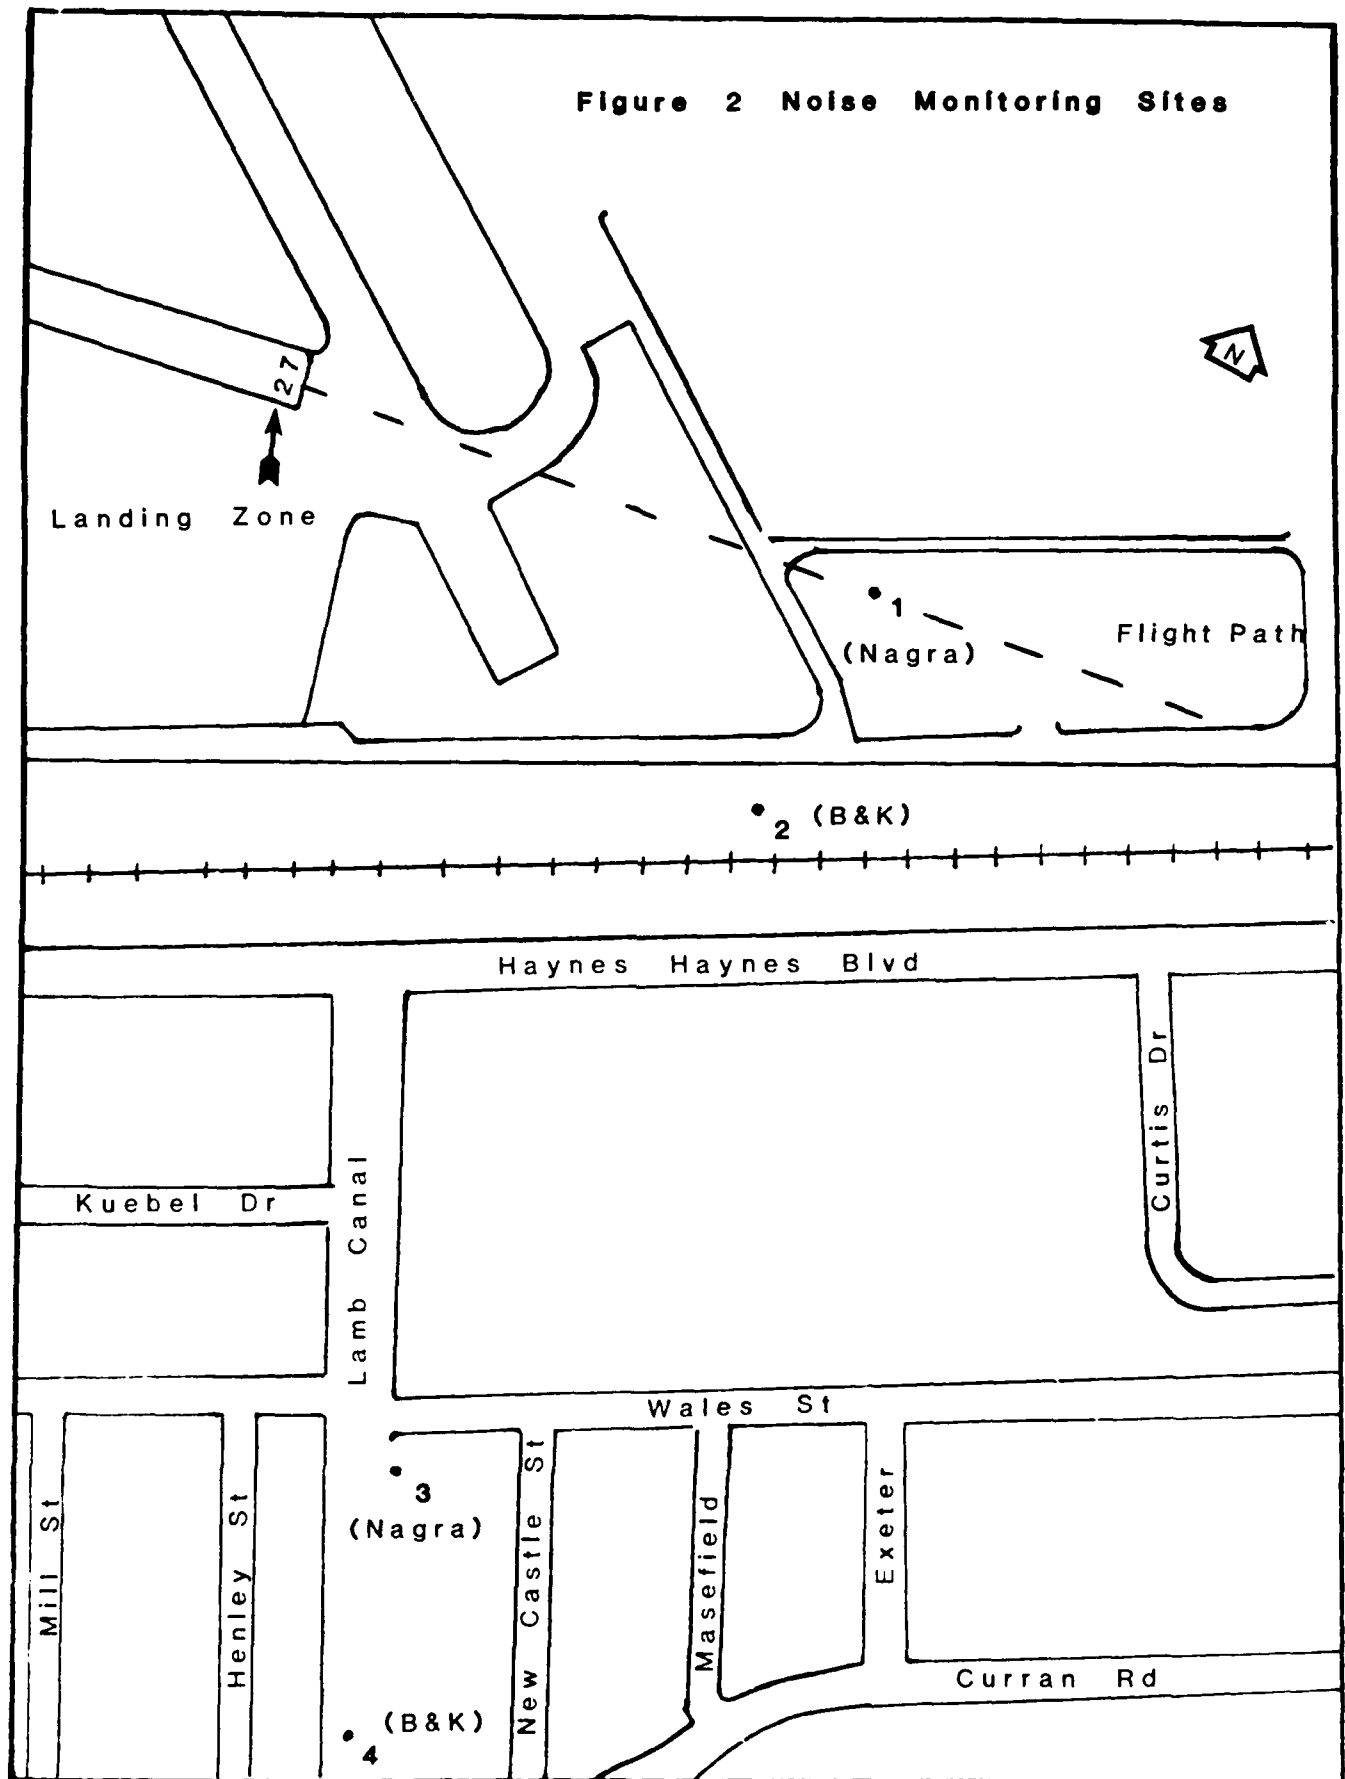 Figure 2 Noise Monitoring Sites
N
27
Landing Zone
1
(Nagra)
Flight Path
2 (B&K)
Haynes Haynes Blvd
Curtis Dr
Kuebel Dr
Lamb Canal
Wales St
3
(Nagra)
Mill St
Henley St
New Castle St
Masefield
Exeter
Curran Rd
(B&K)
4